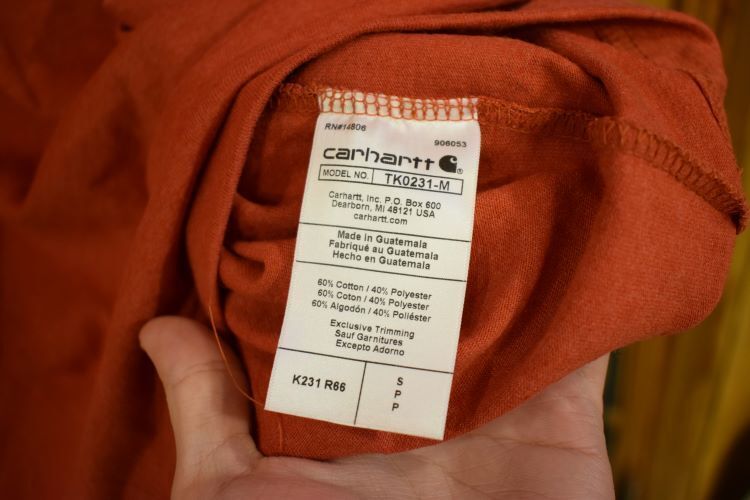 RN#14806
906053
carhartt
MODEL NO. TK0231-M
Carhartt, Inc. P.O. Box 600
Dearborn, MI 48121 USA
carhartt.com
Made in Guatemala
Fabriqué au Guatemala
Hecho en Guatemala
60% Cotton / 40% Polyester
60% Coton / 40% Polyester
60% Algodón / 40% Poliéster
Exclusive Trimming
Sauf Garnitures
Excepto Adorno
K231 R66
S
P
P